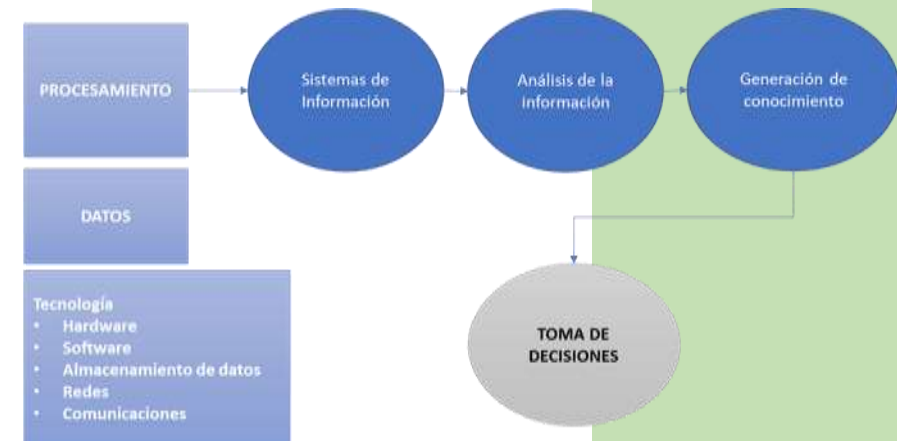 PROCESAMIENTO
Sistemas de
Información
Análisis de la
información
Generación de
conocimiento
DATOS
Tecnología
• Hardware
• Software
• Almacenamiento de datos
• Redes
• Comunicaciones
TOMA DE
DECISIONES